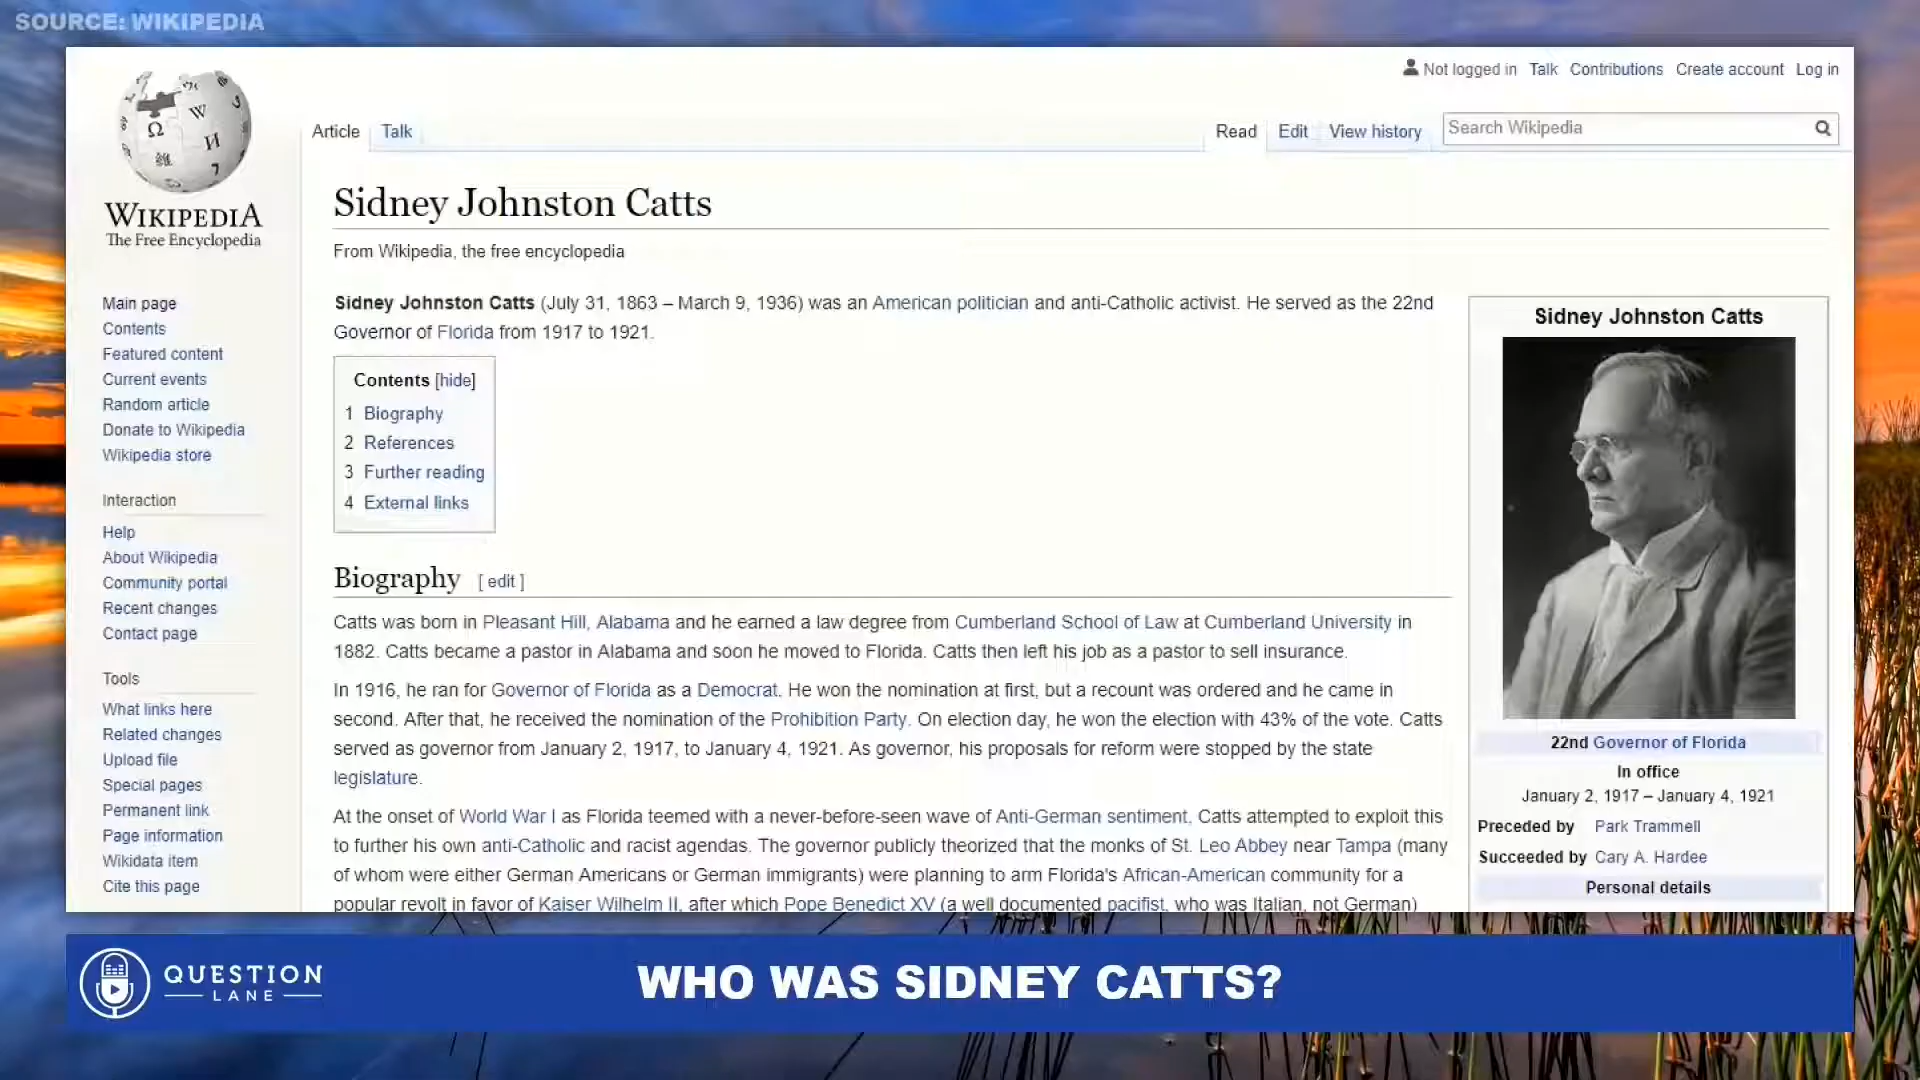 SOURCE: WIKIPEDIA
Not logged in Talk Contributions Create account Log in
Article Talk Read Edit View history Search Wikipedia
Ω W И
WIKIPEDIA
The Free Encyclopedia
Main page
Contents
Featured content
Current events
Random article
Donate to Wikipedia
Wikipedia store
Interaction
Help
About Wikipedia
Community portal
Recent changes
Contact page
Tools
What links here
Related changes
Upload file
Special pages
Permanent link
Page information
Wikidata item
Cite this page
Sidney Johnston Catts
From Wikipedia, the free encyclopedia
Sidney Johnston Catts (July 31, 1863 – March 9, 1936) was an American politician and anti-Catholic activist. He served as the 22nd
Governor of Florida from 1917 to 1921.
Contents [hide]
1 Biography
2 References
3 Further reading
4 External links
Biography [ edit ]
Catts was born in Pleasant Hill, Alabama and he earned a law degree from Cumberland School of Law at Cumberland University in
1882. Catts became a pastor in Alabama and soon he moved to Florida. Catts then left his job as a pastor to sell insurance.
In 1916, he ran for Governor of Florida as a Democrat. He won the nomination at first, but a recount was ordered and he came in
second. After that, he received the nomination of the Prohibition Party. On election day, he won the election with 43% of the vote. Catts
served as governor from January 2, 1917, to January 4, 1921. As governor, his proposals for reform were stopped by the state
legislature.
At the onset of World War I as Florida teemed with a never-before-seen wave of Anti-German sentiment, Catts attempted to exploit this
to further his own anti-Catholic and racist agendas. The governor publicly theorized that the monks of St. Leo Abbey near Tampa (many
of whom were either German Americans or German immigrants) were planning to arm Florida's African-American community for a
popular revolt in favor of Kaiser Wilhelm II, after which Pope Benedict XV (a well documented pacifist, who was Italian, not German)
Sidney Johnston Catts
22nd Governor of Florida
In office
January 2, 1917 – January 4, 1921
Preceded by Park Trammell
Succeeded by Cary A. Hardee
Personal details
QUESTION
LANE
WHO WAS SIDNEY CATTS?